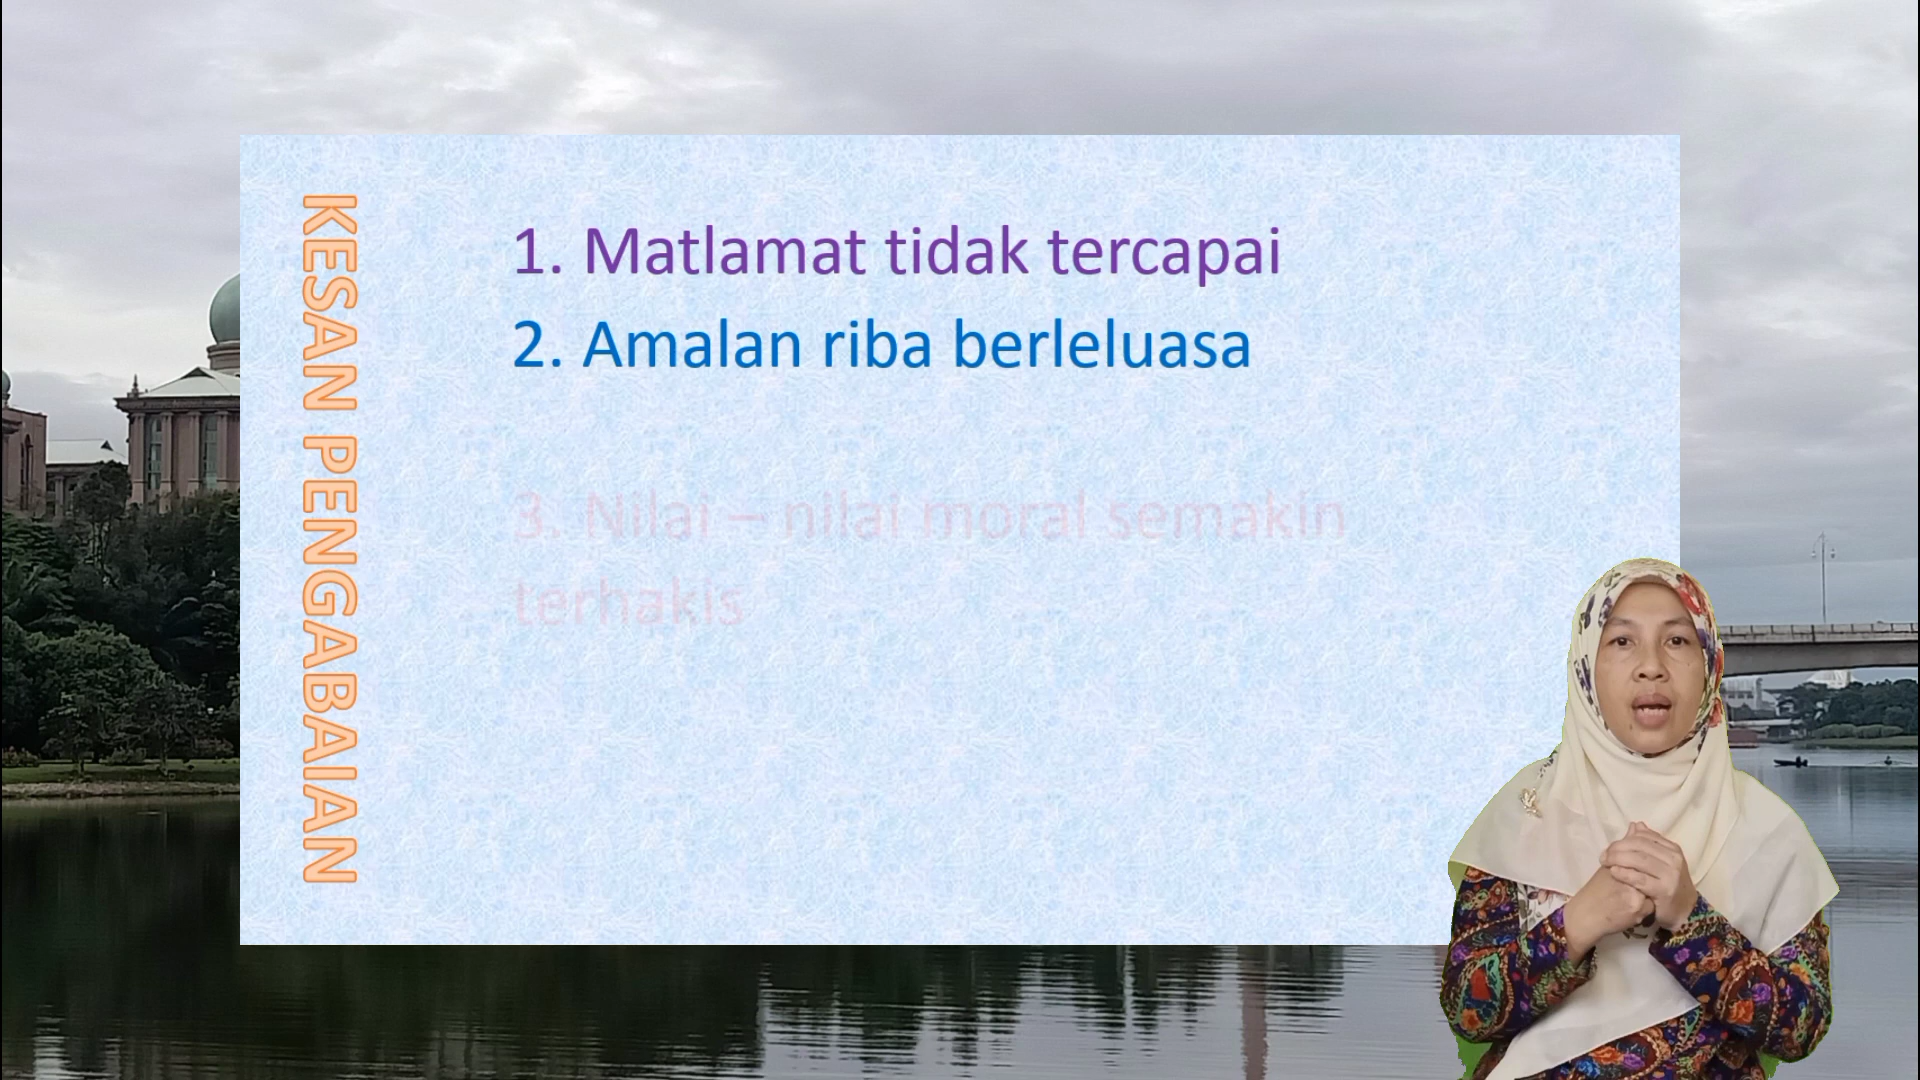 KESAN PENGABAIAN
1. Matlamat tidak tercapai
2. Amalan riba berleluasa
3. Nilai – nilai moral semakin
terhakis